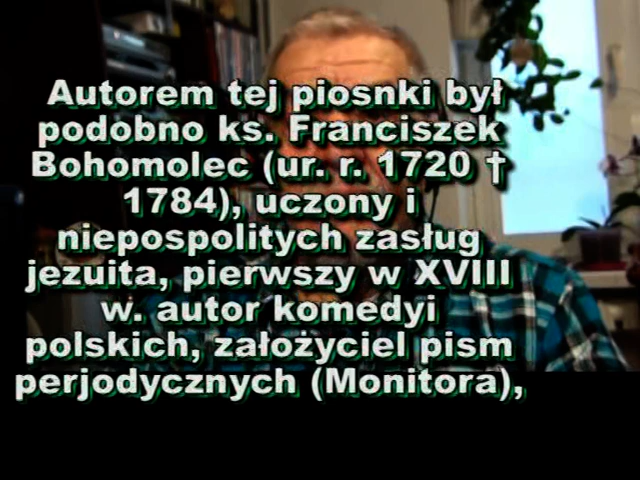 Autorem tej piosnki był
podobno ks. Franciszek
Bohomolec (ur. r. 1720 †
1784), uczony i
niepospolitych zasług
jezuita, pierwszy w XVIII
w. autor komedyi
polskich, założyciel pism
perjodycznych (Monitora),